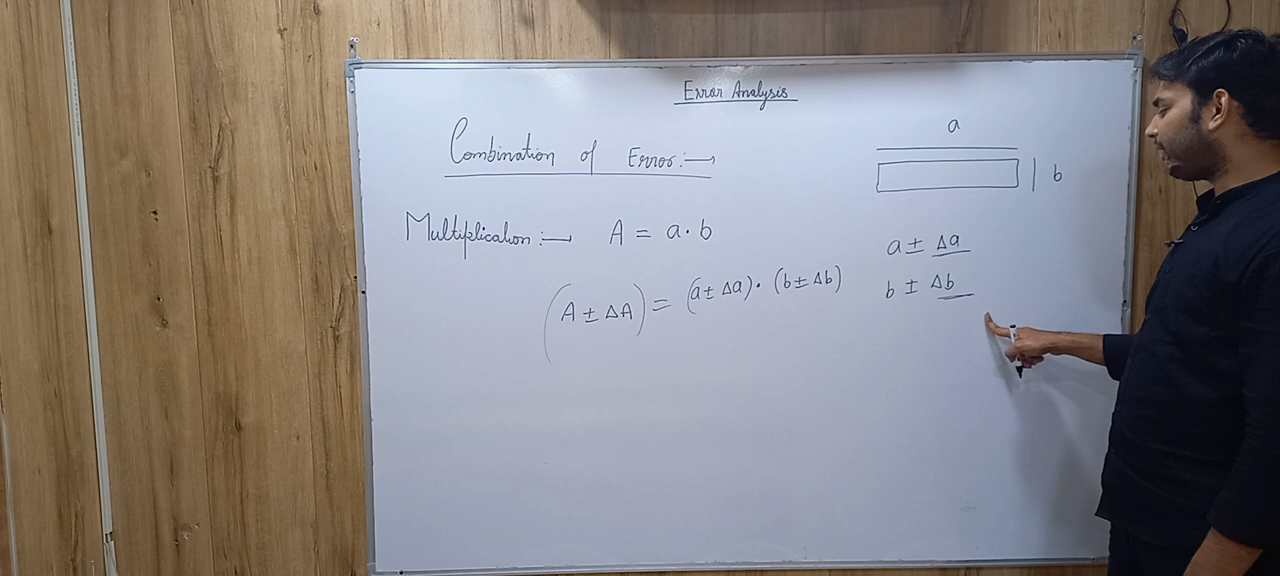 Error Analysis
Combination of Error:→
a
b
Multiplication:→ A = a·b
a ± Δa
b ± Δb
(A ± ΔA) = (a ± Δa)·(b ± Δb)